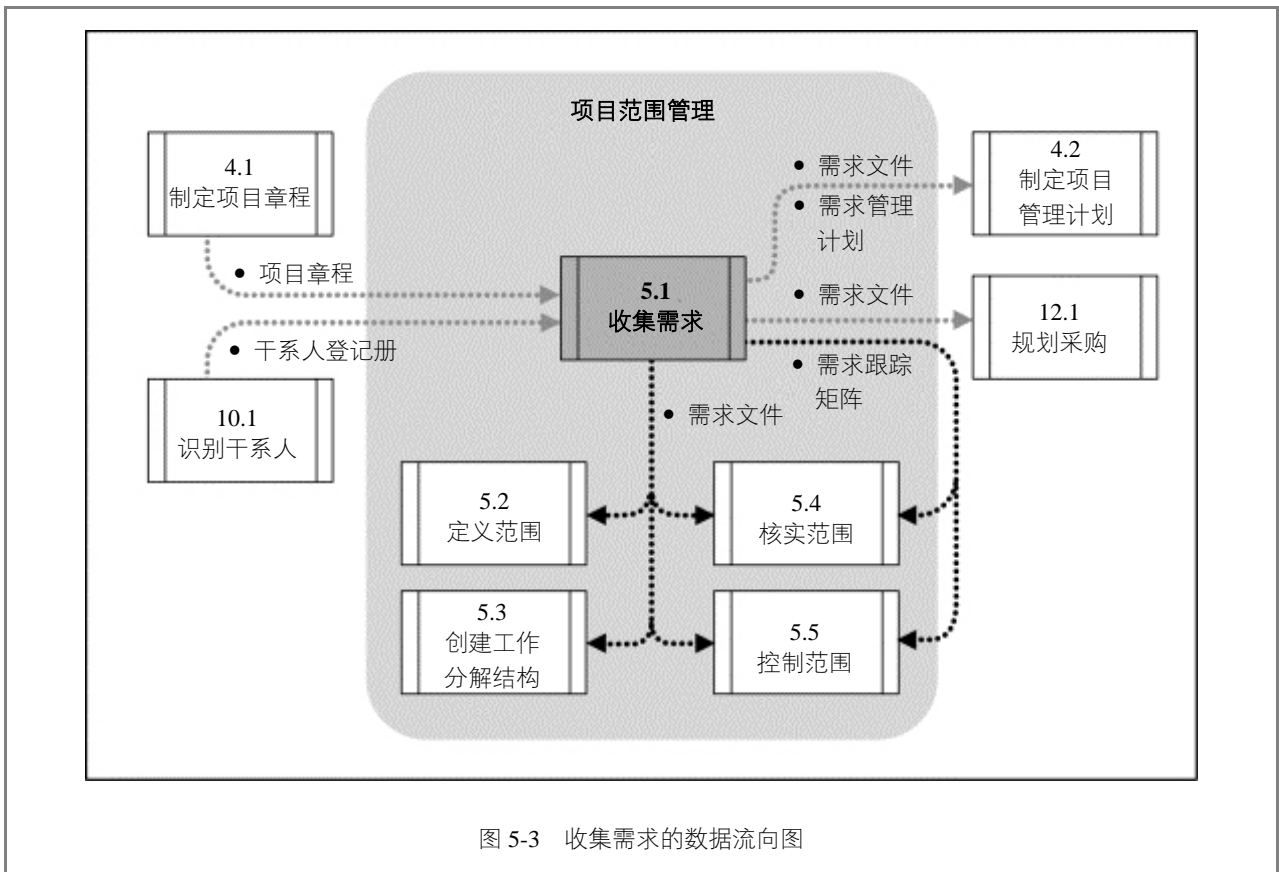 项目范围管理
4.1
制定项目章程
● 项目章程
● 干系人登记册
10.1
识别干系人
5.1
收集需求
● 需求文件
● 需求管理
计划
4.2
制定项目
管理计划
● 需求文件
12.1
规划采购
● 需求跟踪
矩阵
● 需求文件
5.2
定义范围
5.4
核实范围
5.3
创建工作
分解结构
5.5
控制范围
图 5-3 收集需求的数据流向图